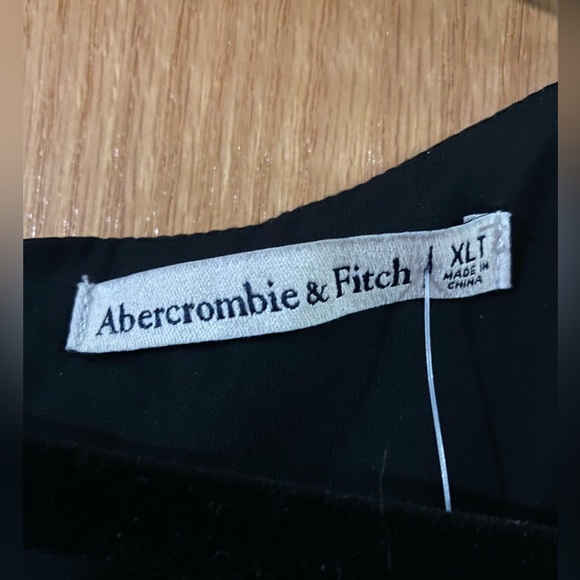 Abercrombie & Fitch
XLT
MADE IN
CHINA